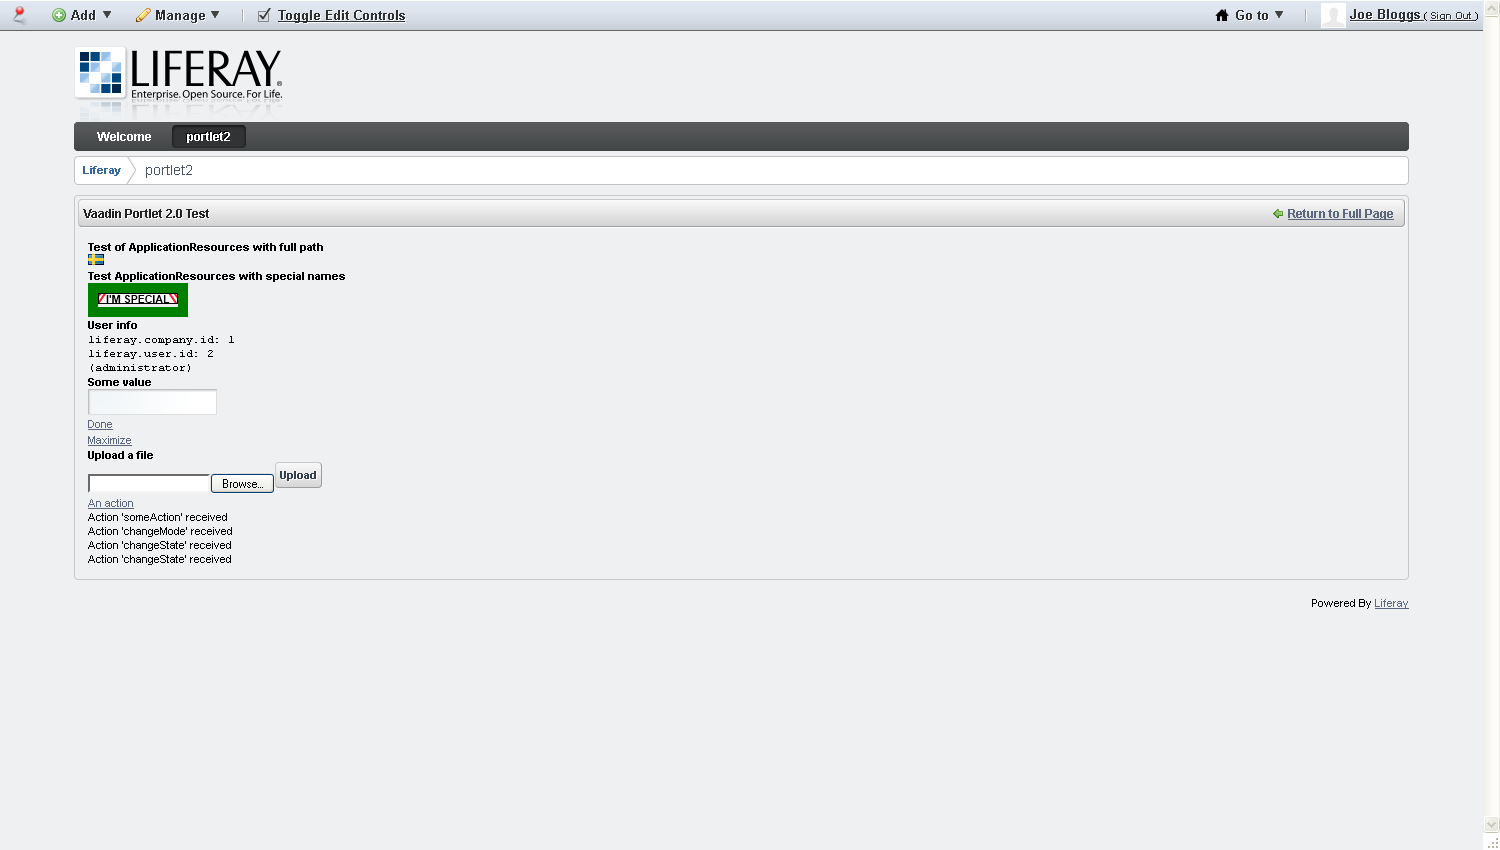 Add Manage Toggle Edit Controls Go to Joe Bloggs ( Sign Out )
LIFERAY®
Enterprise. Open Source. For Life.
Welcome portlet2
Liferay portlet2
Vaadin Portlet 2.0 Test Return to Full Page
Test of ApplicationResources with full path
Test ApplicationResources with special names
I'M SPECIAL
User info
liferay.company.id: 1
liferay.user.id: 2
(administrator)
Some value
Done
Maximize
Upload a file
Browse... Upload
An action
Action 'someAction' received
Action 'changeMode' received
Action 'changeState' received
Action 'changeState' received
Powered By Liferay